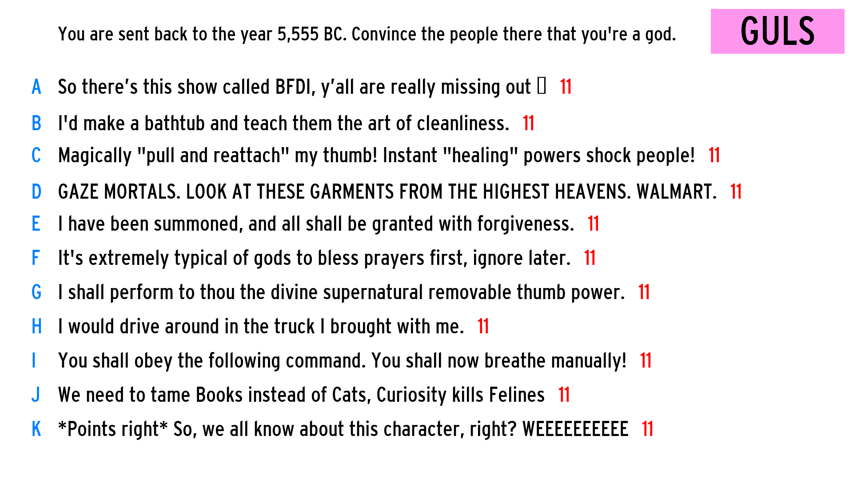 You are sent back to the year 5,555 BC. Convince the people there that you're a god.
GULS
A So there’s this show called BFDI, y’all are really missing out 11
B I'd make a bathtub and teach them the art of cleanliness. 11
C Magically "pull and reattach" my thumb! Instant "healing" powers shock people! 11
D GAZE MORTALS. LOOK AT THESE GARMENTS FROM THE HIGHEST HEAVENS. WALMART. 11
E I have been summoned, and all shall be granted with forgiveness. 11
F It's extremely typical of gods to bless prayers first, ignore later. 11
G I shall perform to thou the divine supernatural removable thumb power. 11
H I would drive around in the truck I brought with me. 11
I You shall obey the following command. You shall now breathe manually! 11
J We need to tame Books instead of Cats, Curiosity kills Felines 11
K *Points right* So, we all know about this character, right? WEEEEEEEEEE 11